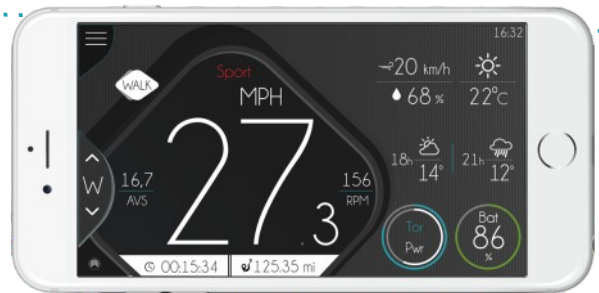 16:32
Sport
WALK
MPH
20 km/h
68 %
22°C
W
16,7
AVS
27.3
156
RPM
18h
14°
21h
12°
Tor
Pwr
Bat
86
%
00:15:34
125.35 mi